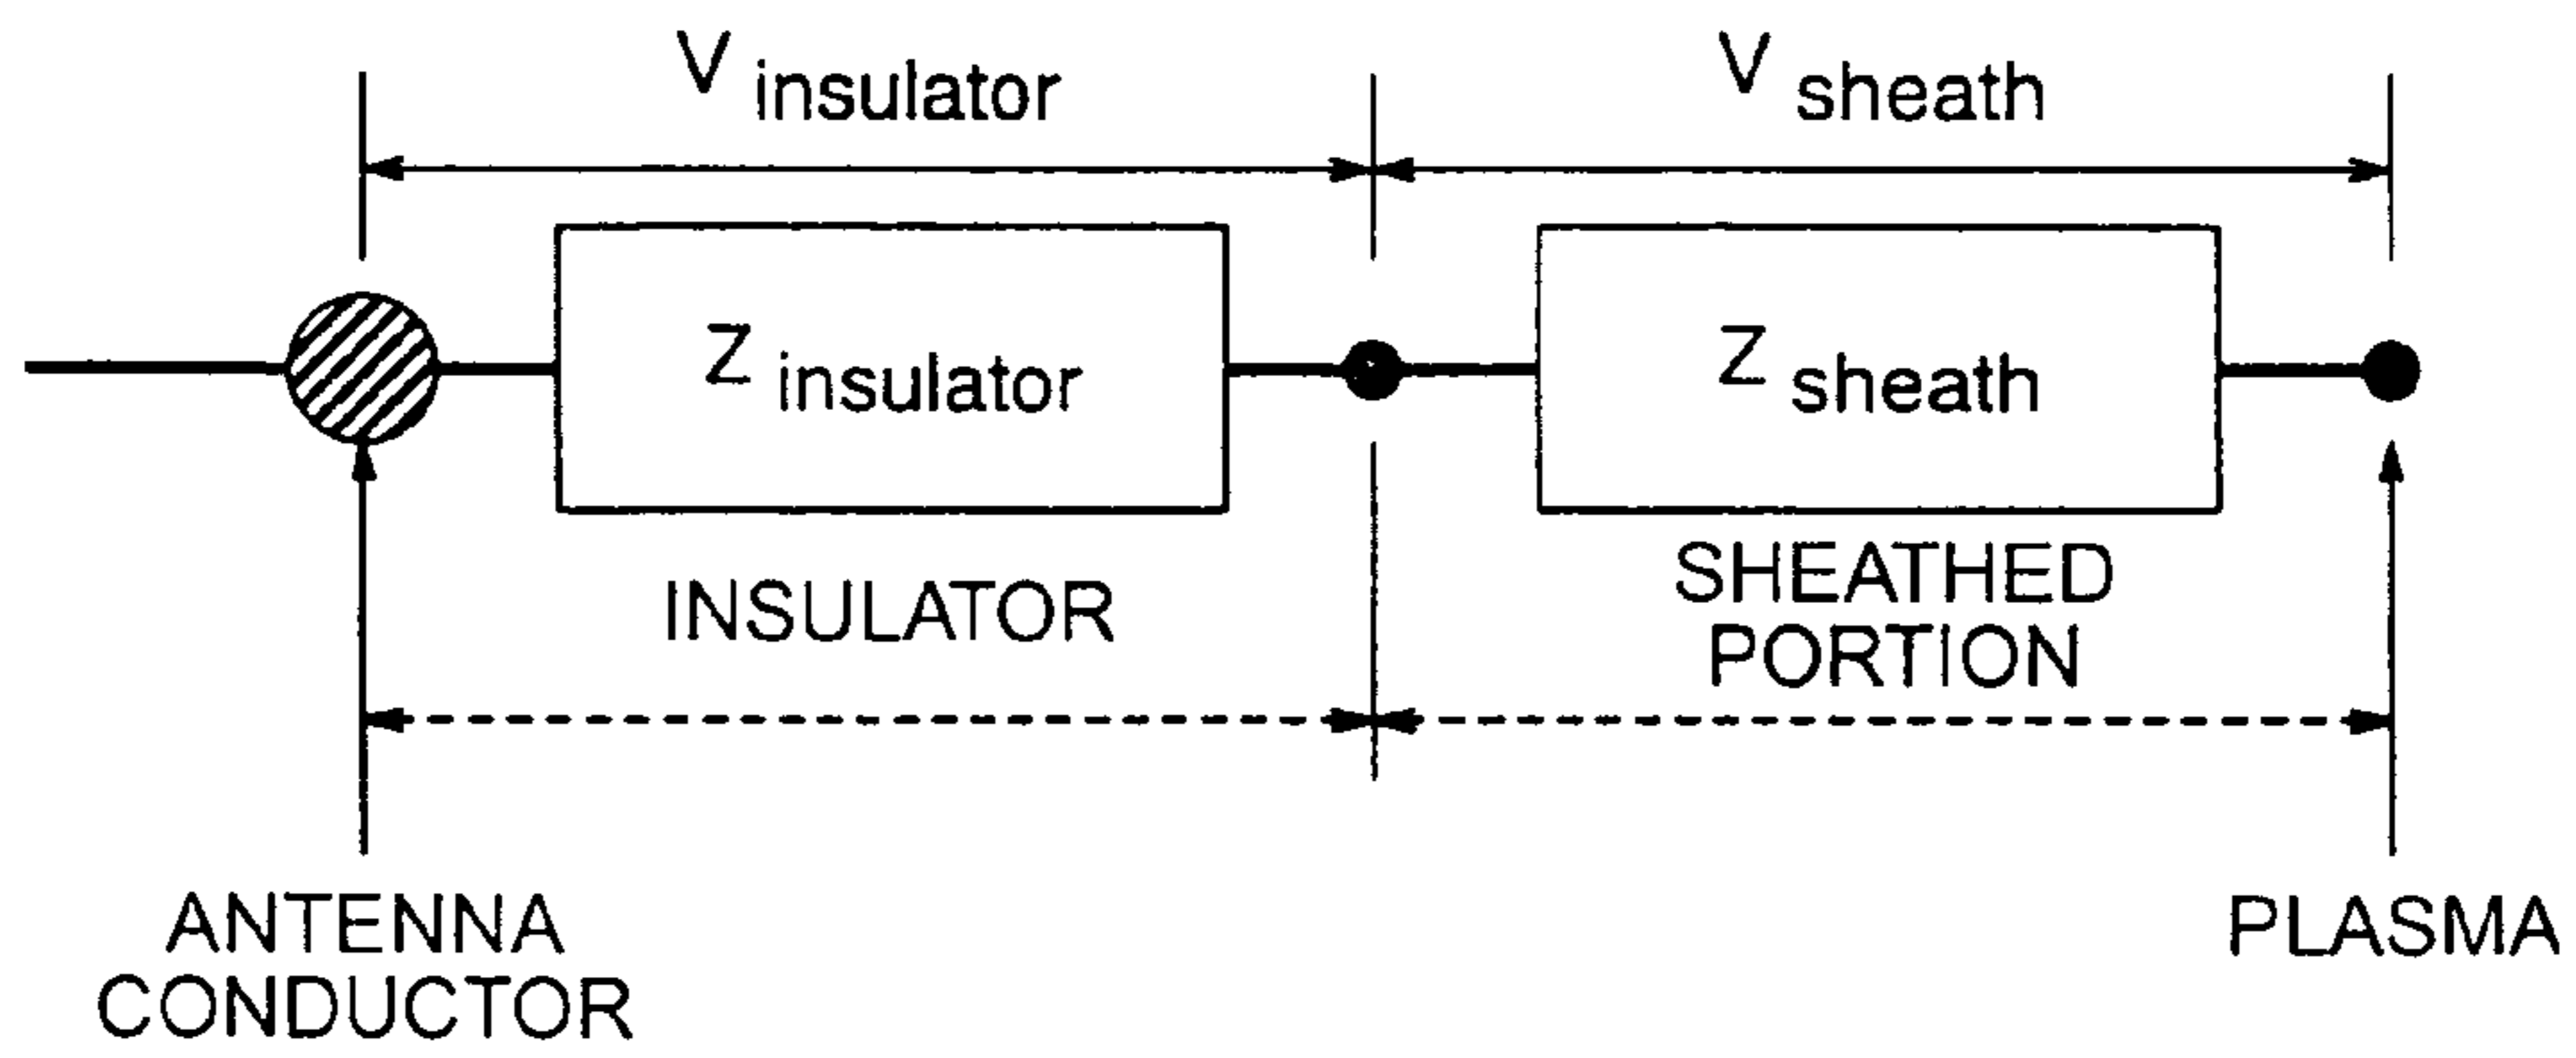 V insulator
V sheath
Z insulator
Z sheath
INSULATOR
SHEATHED
PORTION
ANTENNA
CONDUCTOR
PLASMA